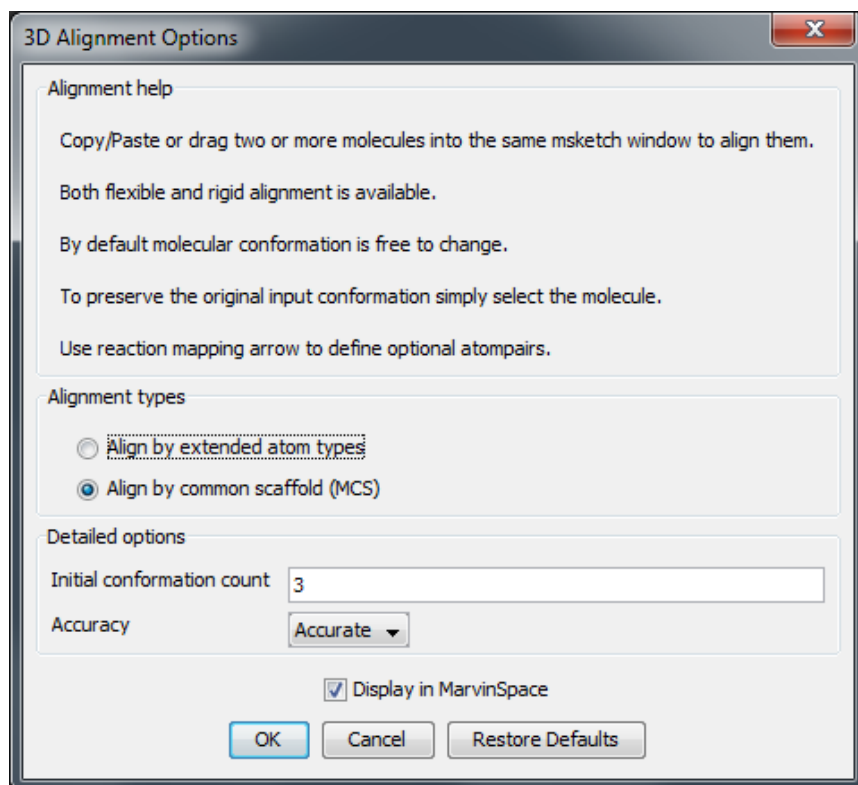 3D Alignment Options
Alignment help
Copy/Paste or drag two or more molecules into the same msketch window to align them.
Both flexible and rigid alignment is available.
By default molecular conformation is free to change.
To preserve the original input conformation simply select the molecule.
Use reaction mapping arrow to define optional atompairs.
Alignment types
Align by extended atom types
Align by common scaffold (MCS)
Detailed options
Initial conformation count 3
Accuracy Accurate
Display in MarvinSpace
OK Cancel Restore Defaults